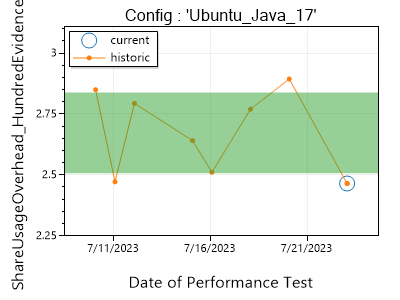 Config : 'Ubuntu_Java_17'
current
historic
ShareUsageOverhead_HundredEvidence
3
2.75
2.5
2.25
7/11/2023
7/16/2023
7/21/2023
Date of Performance Test